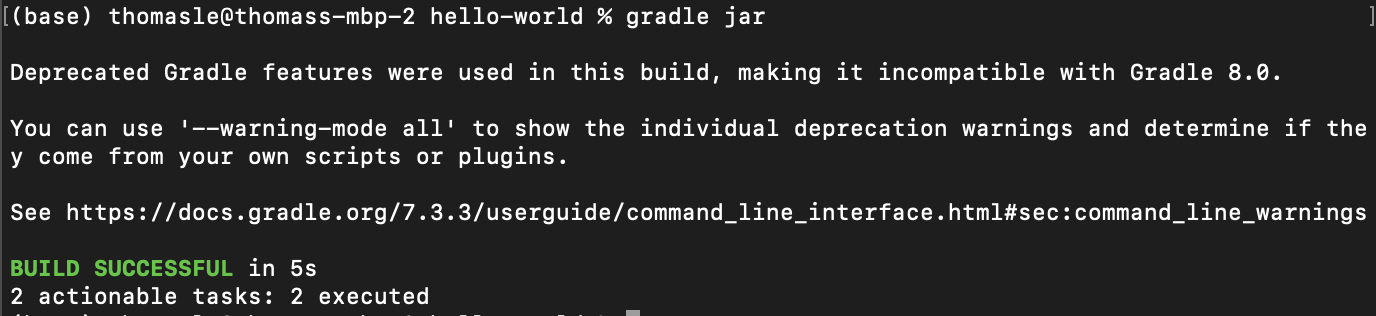 [(base) thomasle@thomass-mbp-2 hello-world % gradle jar ]
Deprecated Gradle features were used in this build, making it incompatible with Gradle 8.0.
You can use '--warning-mode all' to show the individual deprecation warnings and determine if the
y come from your own scripts or plugins.
See https://docs.gradle.org/7.3.3/userguide/command_line_interface.html#sec:command_line_warnings
BUILD SUCCESSFUL in 5s
2 actionable tasks: 2 executed